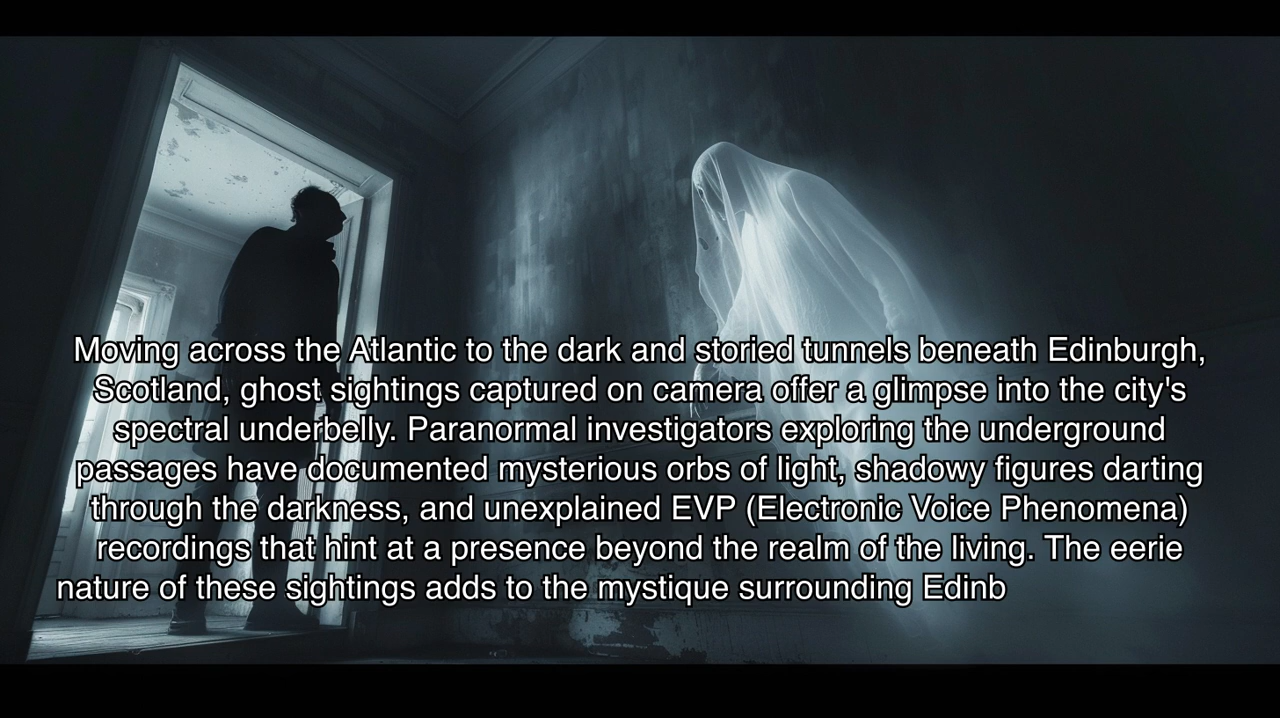 Moving across the Atlantic to the dark and storied tunnels beneath Edinburgh,
Scotland, ghost sightings captured on camera offer a glimpse into the city's
spectral underbelly. Paranormal investigators exploring the underground
passages have documented mysterious orbs of light, shadowy figures darting
through the darkness, and unexplained EVP (Electronic Voice Phenomena)
recordings that hint at a presence beyond the realm of the living. The eerie
nature of these sightings adds to the mystique surrounding Edinb